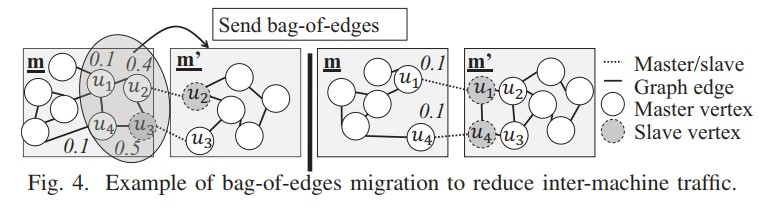 Send bag-of-edges
m 0.1 0.4 m' m 0.1 m'
u1 u2 u2 u1 u1 u2 Master/slave
Graph edge
0.1 Master vertex
u4 u3 u3 u4 u4 u3 Slave vertex
0.1 0.5
Fig. 4. Example of bag-of-edges migration to reduce inter-machine traffic.